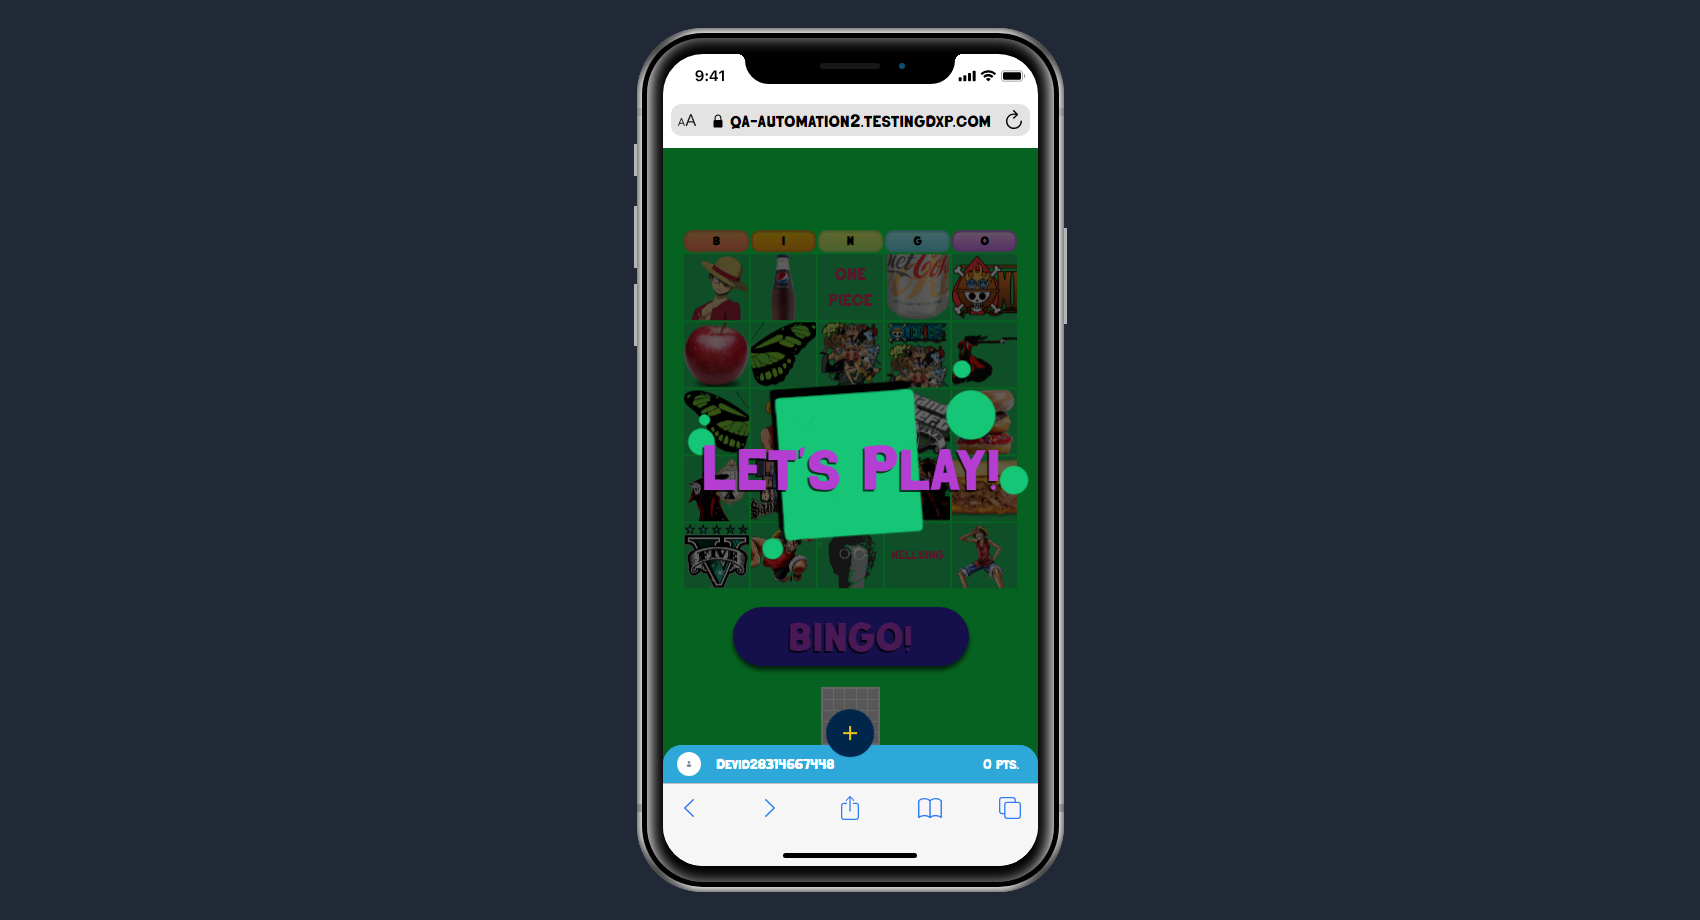 9:41
AA QA-AUTOMATION2.TESTINGDXP.COM
B I N G O
ONE
PIECE
Diet Coke
LET'S PLAY!
FIVE
HELLSING
BINGO!
+
DEVID28314667448 0 PTS.